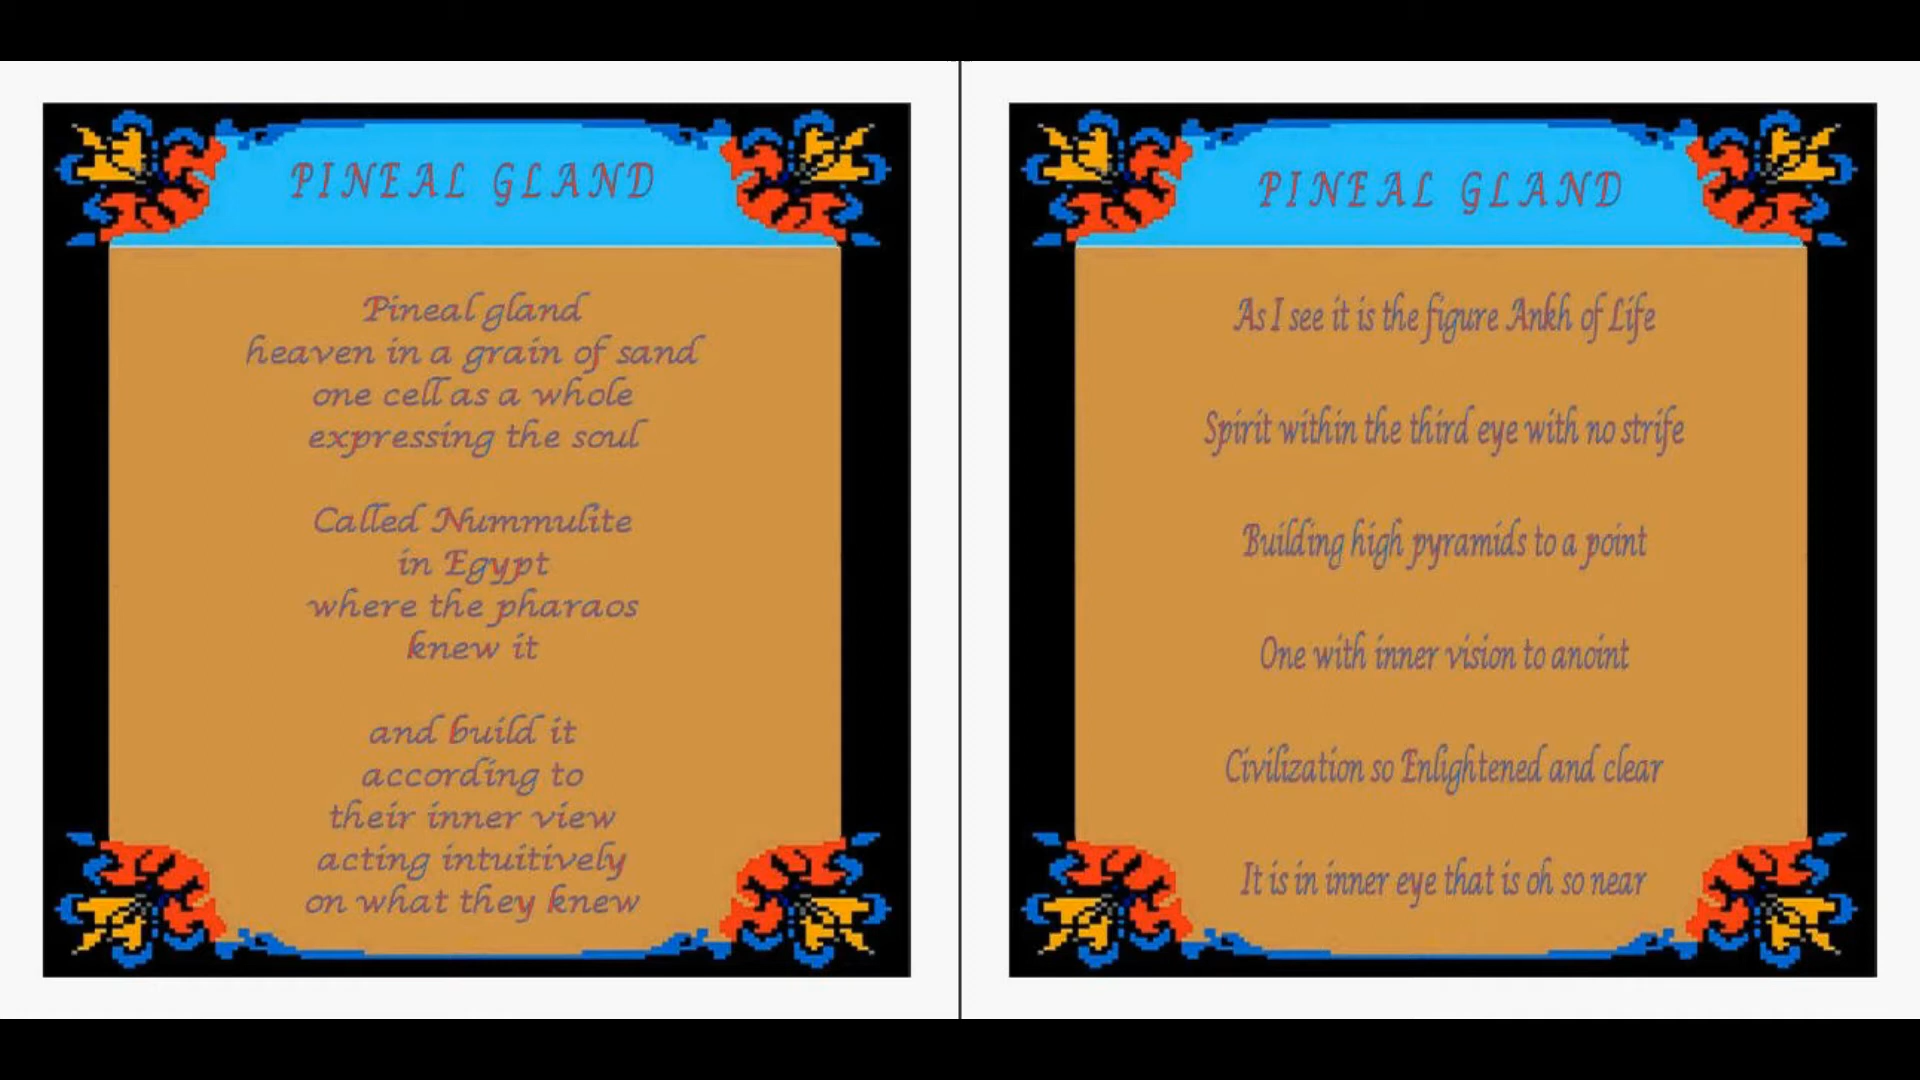 PINEAL GLAND
Pineal gland
heaven in a grain of sand
one cell as a whole
expressing the soul
Called Nummulite
in Egypt
where the pharaos
knew it
and build it
according to
their inner view
acting intuitively
on what they knew
PINEAL GLAND
As I see it is the figure Ankh of Life
Spirit within the third eye with no strife
Building high pyramids to a point
One with inner vision to anoint
Civilization so Enlightened and clear
It is in inner eye that is oh so near